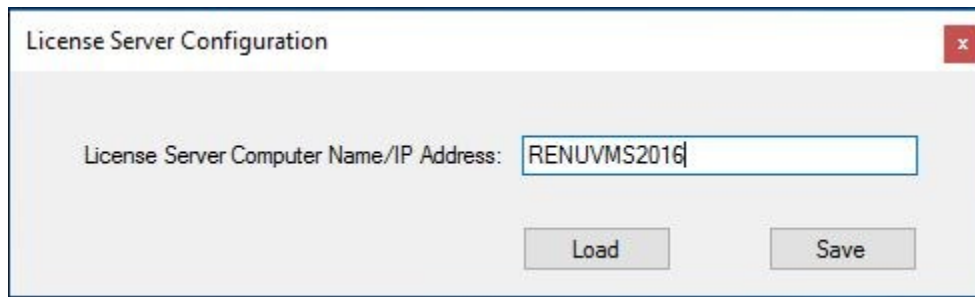 License Server Configuration
x
License Server Computer Name/IP Address: RENUVMS2016
Load Save